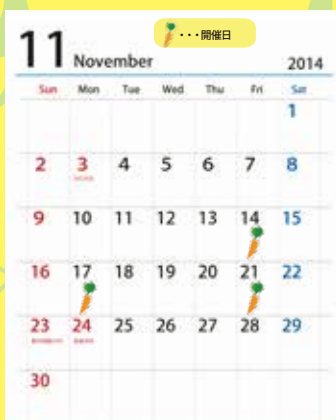 ・・・開催日
11 November
2014
Sun Mon Tue Wed Thu Fri Sat
1
2 3 4 5 6 7 8
9 10 11 12 13 14 15
16 17 18 19 20 21 22
23 24 25 26 27 28 29
30